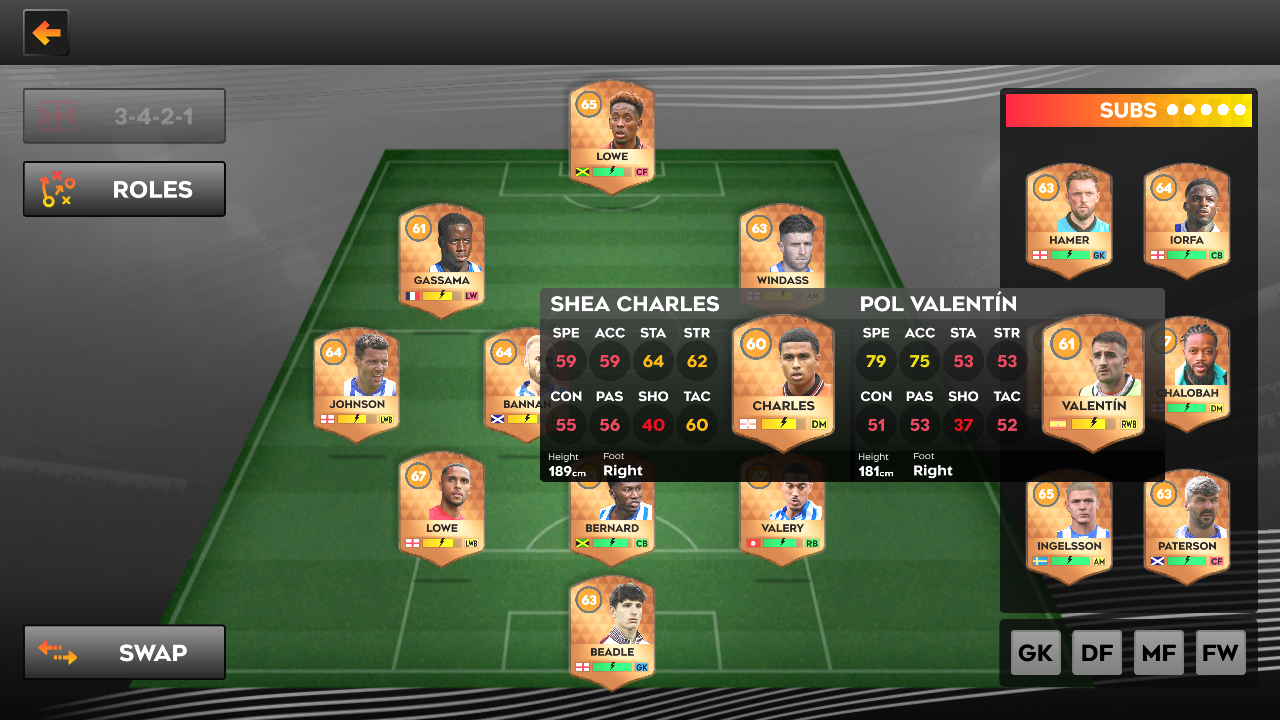 3-4-2-1
ROLES
SWAP
65
LOWE
CF
61
GASSAMA
LW
63
WINDASS
AM
64
JOHNSON
LWB
64
BANNAN
67
LOWE
LWB
BERNARD
CB
VALERY
RB
63
BEADLE
GK
SHEA CHARLES
SPE ACC STA STR
59 59 64 62
CON PAS SHO TAC
55 56 40 60
Height Foot
189cm Right
60
CHARLES
DM
POL VALENTÍN
SPE ACC STA STR
79 75 53 53
CON PAS SHO TAC
51 53 37 52
Height Foot
181cm Right
61
VALENTÍN
RWB
SUBS
63
HAMER
GK
64
IORFA
CB
CHALOBAH
DM
65
INGELSSON
AM
63
PATERSON
CF
GK DF MF FW